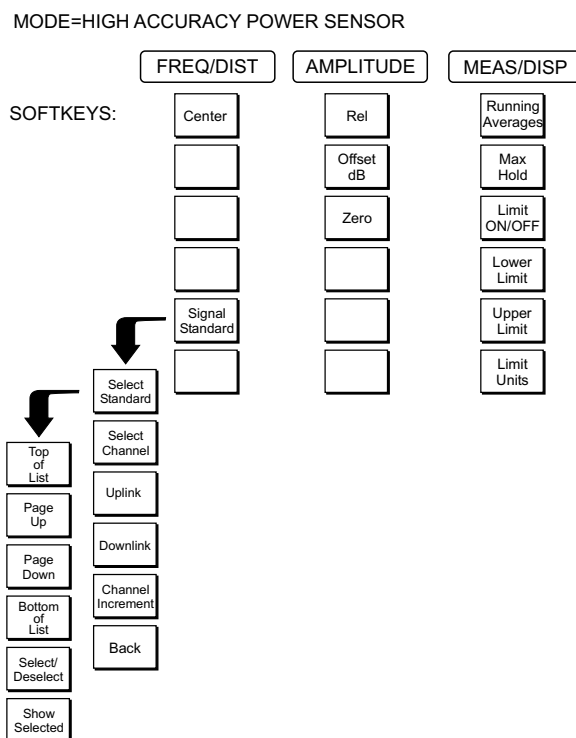 MODE=HIGH ACCURACY POWER SENSOR
FREQ/DIST
AMPLITUDE
MEAS/DISP
SOFTKEYS:
Center
Signal
Standard
Rel
Offset
dB
Zero
Running
Averages
Max
Hold
Limit
ON/OFF
Lower
Limit
Upper
Limit
Limit
Units
Select
Standard
Select
Channel
Uplink
Downlink
Channel
Increment
Back
Top
of
List
Page
Up
Page
Down
Bottom
of
List
Select/
Deselect
Show
Selected